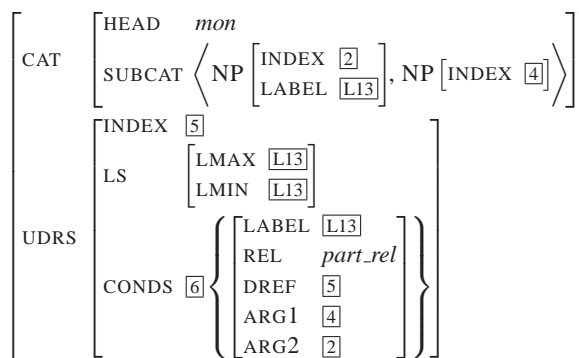 HEAD mon
CAT SUBCAT ⟨NP[INDEX 2, LABEL L13], NP[INDEX 4]⟩
INDEX 5
LS [LMAX L13
LMIN L13]
UDRS
CONDS 6 {[LABEL L13
REL part_rel
DREF 5
ARG1 4
ARG2 2]}